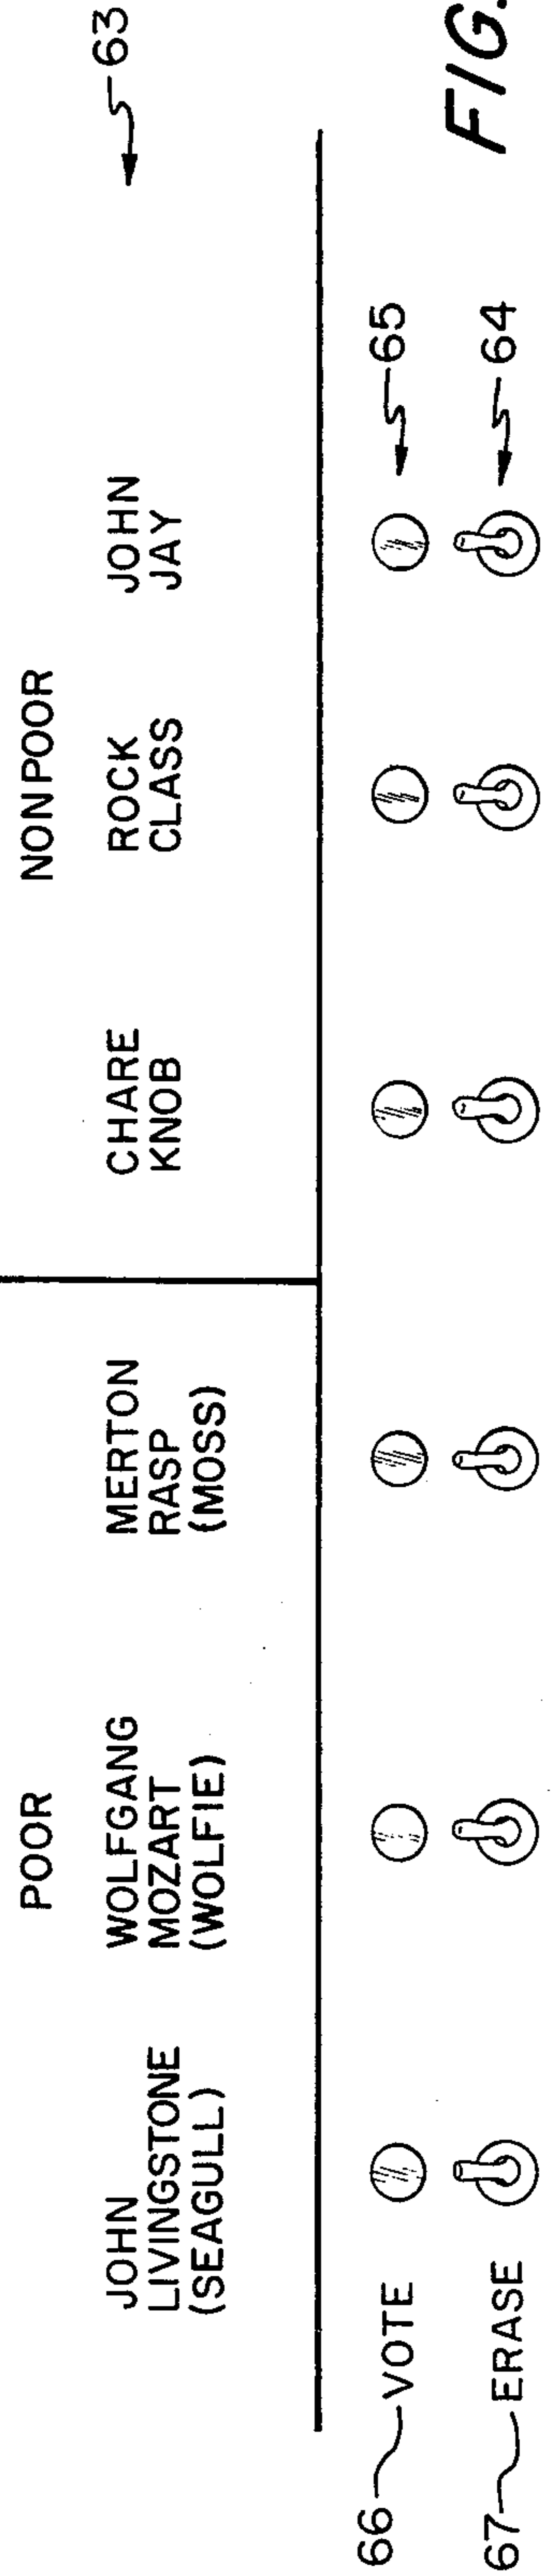 POOR
NONPOOR
JOHN
LIVINGSTONE
(SEAGULL)
WOLFGANG
MOZART
(WOLFIE)
MERTON
RASP
(MOSS)
CHARE
KNOB
ROCK
CLASS
JOHN
JAY
63
66 VOTE
65
67 ERASE
64
FIG.